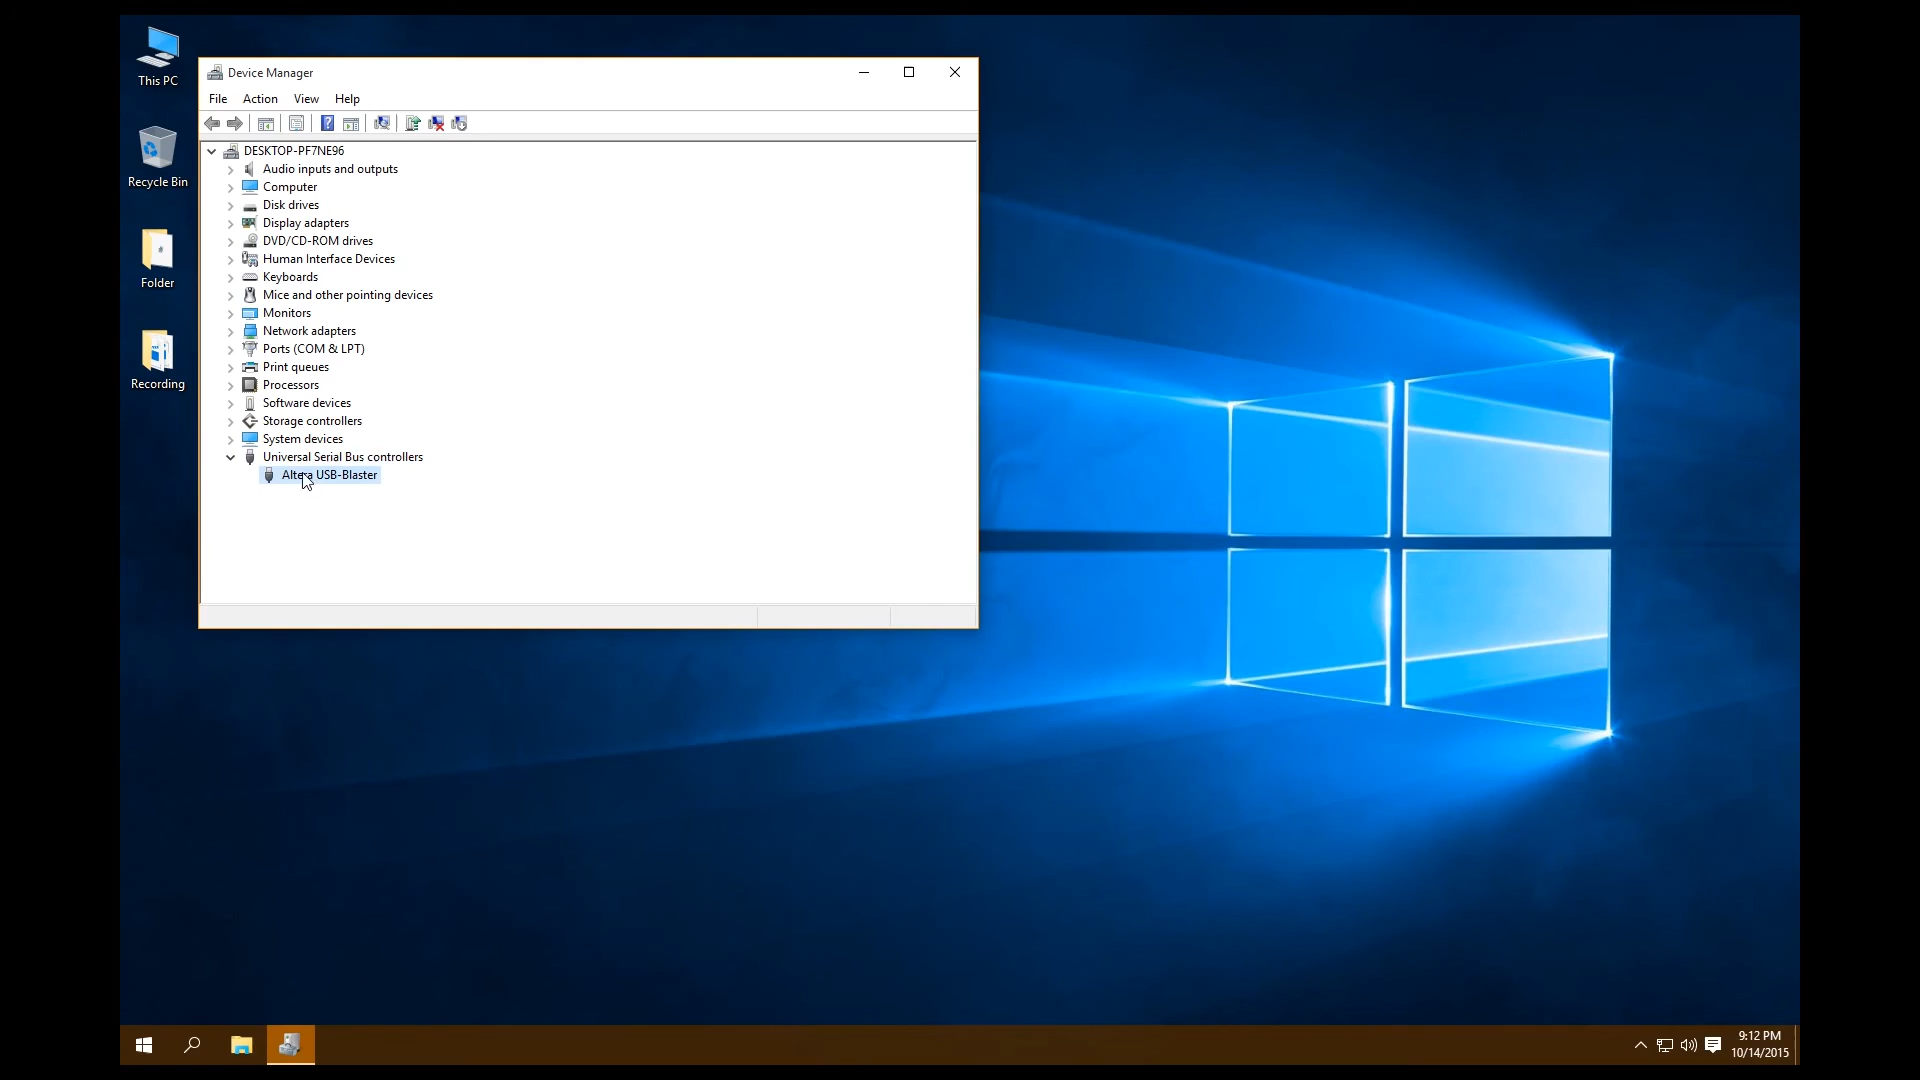 This PC
Recycle Bin
Folder
Recording
Device Manager
File Action View Help
DESKTOP-PF7NE96
Audio inputs and outputs
Computer
Disk drives
Display adapters
DVD/CD-ROM drives
Human Interface Devices
Keyboards
Mice and other pointing devices
Monitors
Network adapters
Ports (COM & LPT)
Print queues
Processors
Software devices
Storage controllers
System devices
Universal Serial Bus controllers
Altera USB-Blaster
9:12 PM
10/14/2015